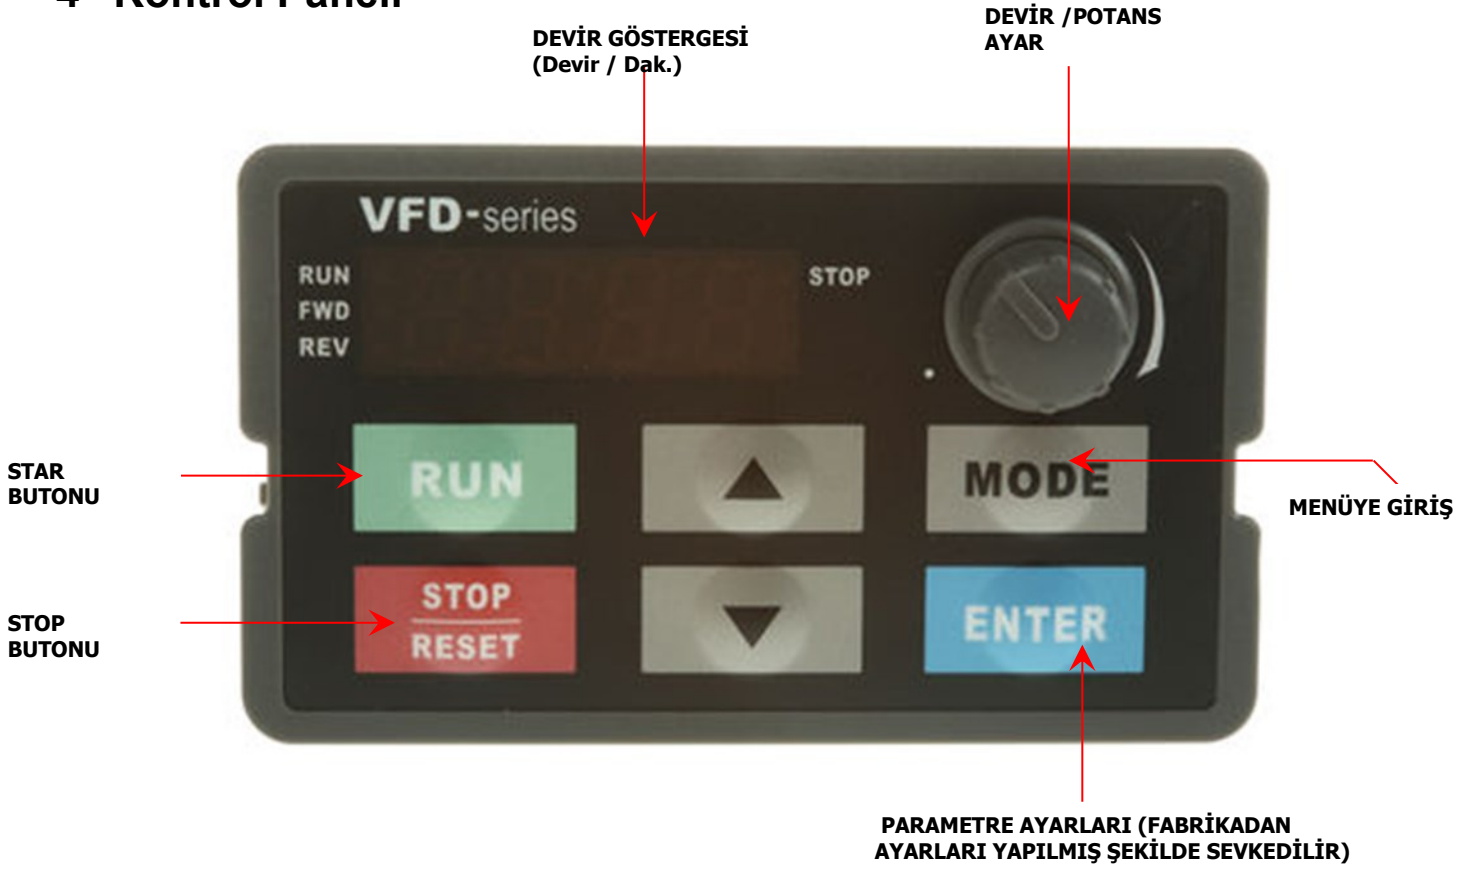 DEVİR /POTANS
AYAR
DEVİR GÖSTERGESİ
(Devir / Dak.)
VFD-series
RUN
STOP
FWD
REV
RUN
MODE
STAR
BUTONU
MENÜYE GİRİŞ
STOP
RESET
ENTER
STOP
BUTONU
PARAMETRE AYARLARI (FABRİKADAN
AYARLARI YAPILMIŞ ŞEKİLDE SEVKEDİLİR)